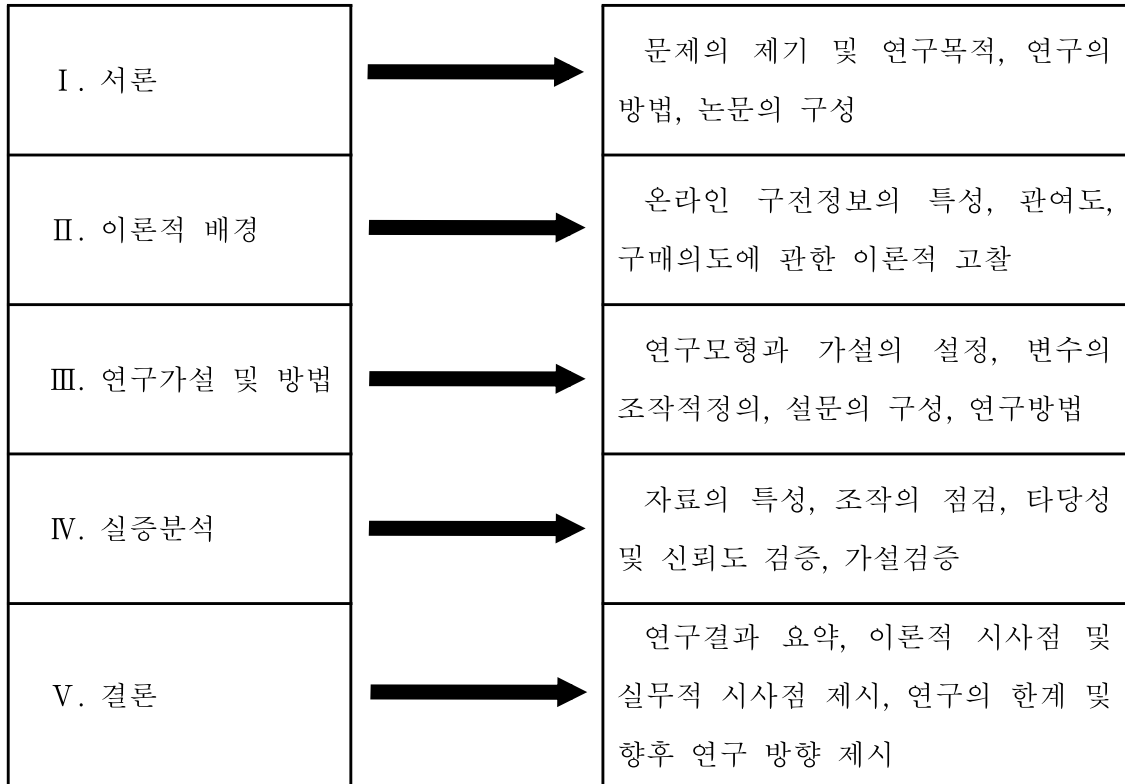 Ⅰ. 서론
문제의 제기 및 연구목적, 연구의
방법, 논문의 구성
Ⅱ. 이론적 배경
온라인 구전정보의 특성, 관여도,
구매의도에 관한 이론적 고찰
Ⅲ. 연구가설 및 방법
연구모형과 가설의 설정, 변수의
조작적정의, 설문의 구성, 연구방법
Ⅳ. 실증분석
자료의 특성, 조작의 점검, 타당성
및 신뢰도 검증, 가설검증
Ⅴ. 결론
연구결과 요약, 이론적 시사점 및
실무적 시사점 제시, 연구의 한계 및
향후 연구 방향 제시